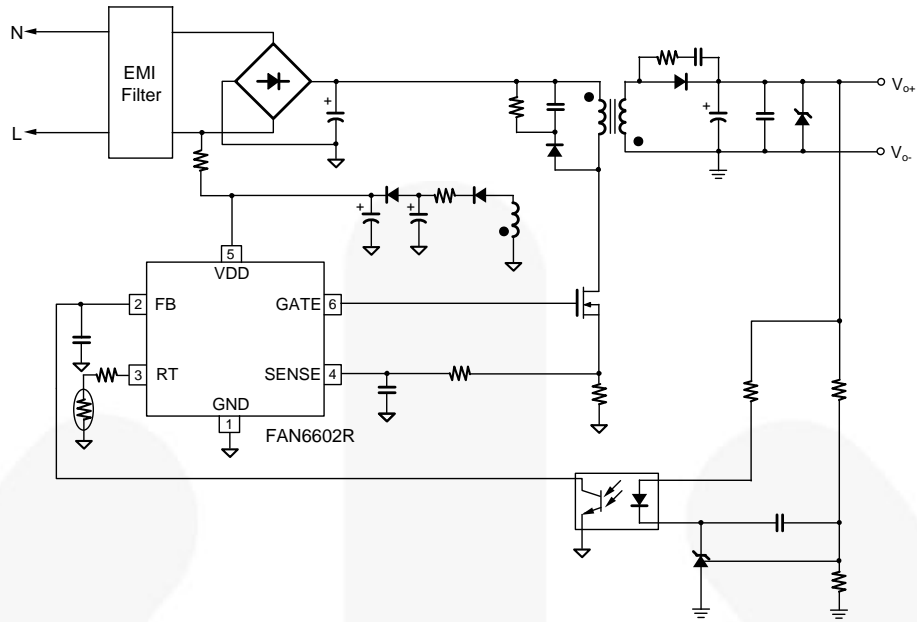 N
EMI
Filter
L
+
+
Vo+
Vo-
+
+
5
VDD
2 FB
GATE 6
3 RT
SENSE 4
GND
1
FAN6602R